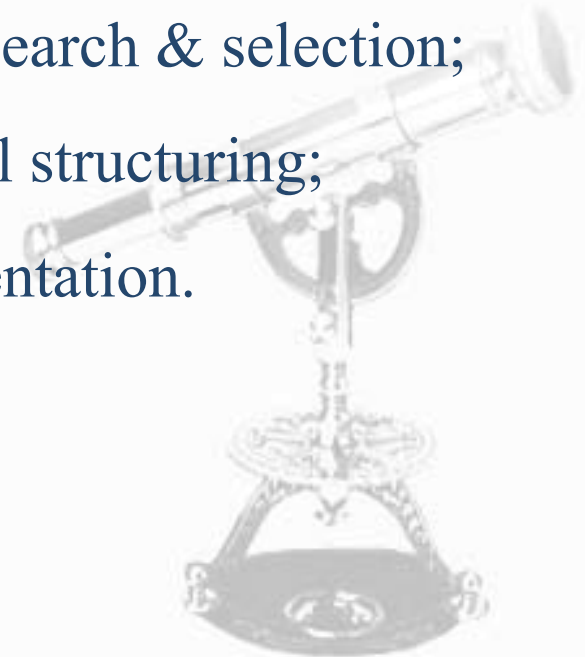 earch & selection;
l structuring;
entation.